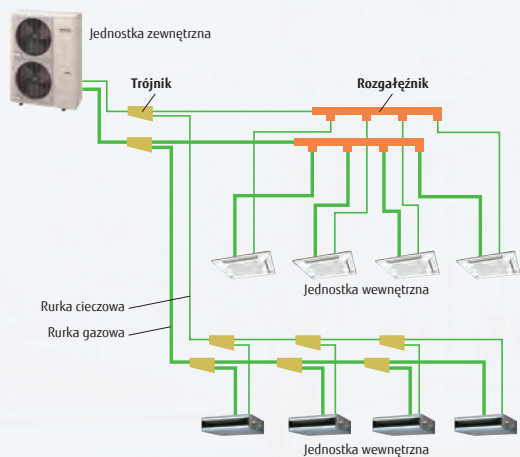 Jednostka zewnętrzna
Trójnik
Rozgałęźnik
Jednostka wewnętrzna
Rurka cieczowa
Rurka gazowa
Jednostka wewnętrzna